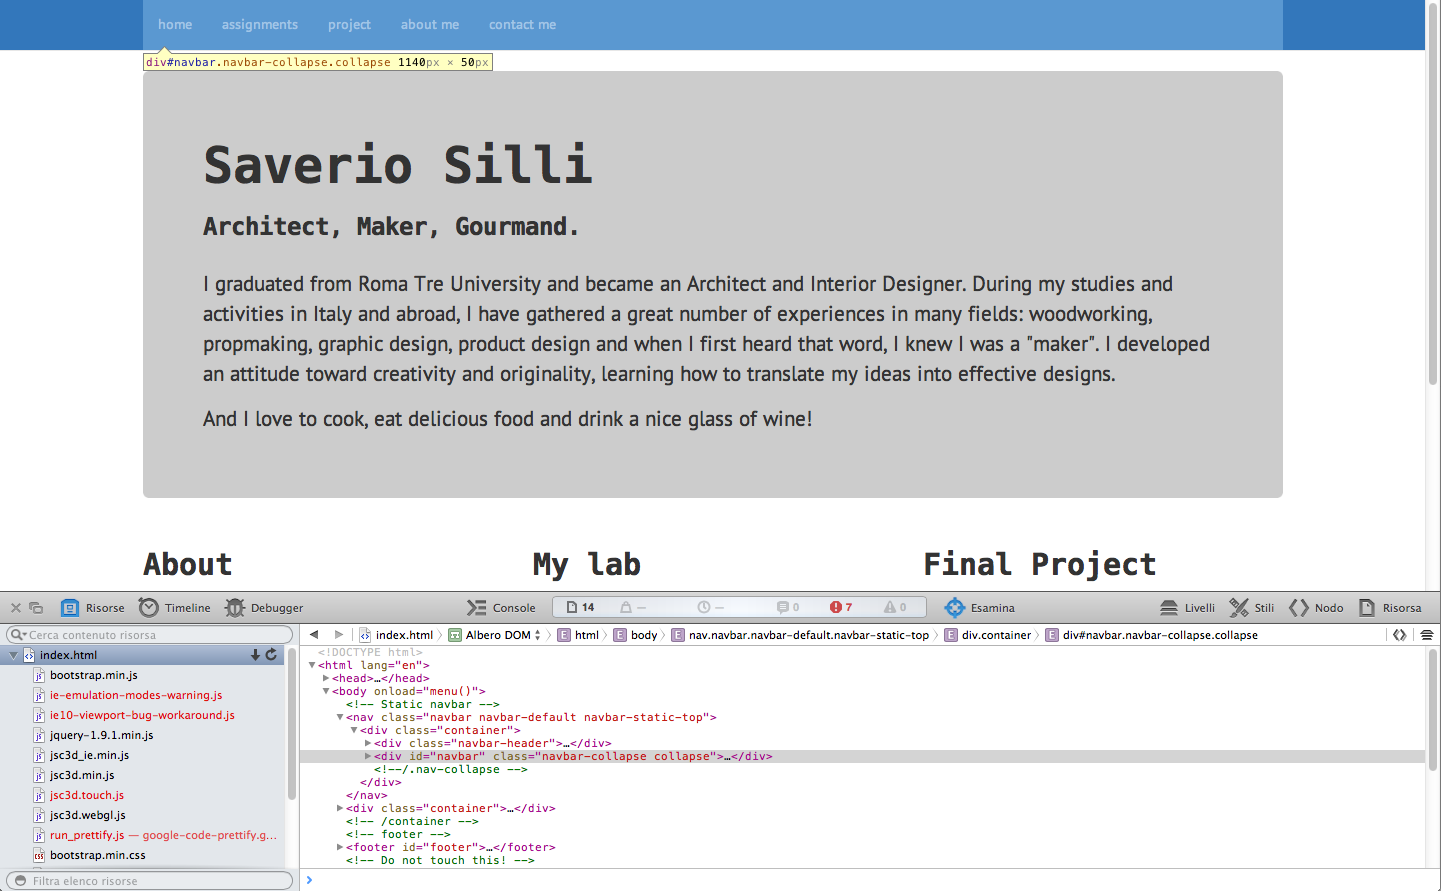 home assignments project about me contact me
div#navbar.navbar-collapse.collapse 1140px × 50px
Saverio Silli
Architect, Maker, Gourmand.
I graduated from Roma Tre University and became an Architect and Interior Designer. During my studies and
activities in Italy and abroad, I have gathered a great number of experiences in many fields: woodworking,
propmaking, graphic design, product design and when I first heard that word, I knew I was a "maker". I developed
an attitude toward creativity and originality, learning how to translate my ideas into effective designs.
And I love to cook, eat delicious food and drink a nice glass of wine!
About My lab Final Project
Risorse Timeline Debugger Console 14 — — 0 7 0 Esamina Livelli Stili Nodo Risorsa
Cerca contenuto risorsa
index.html Albero DOM E html E body E nav.navbar.navbar-default.navbar-static-top E div.container E div#navbar.navbar-collapse.collapse
index.html
bootstrap.min.js
ie-emulation-modes-warning.js
ie10-viewport-bug-workaround.js
jquery-1.9.1.min.js
jsc3d_ie.min.js
jsc3d.min.js
jsc3d.touch.js
jsc3d.webgl.js
run_prettify.js — google-code-prettify.g...
bootstrap.min.css
Filtra elenco risorse
<!DOCTYPE html>
<html lang="en">
<head>…</head>
<body onload="menu()">
<!-- Static navbar -->
<nav class="navbar navbar-default navbar-static-top">
<div class="container">
<div class="navbar-header">…</div>
<div id="navbar" class="navbar-collapse collapse">…</div>
<!--/.nav-collapse -->
</div>
</nav>
<div class="container">…</div>
<!-- /container -->
<!-- footer -->
<footer id="footer">…</footer>
<!-- Do not touch this! -->